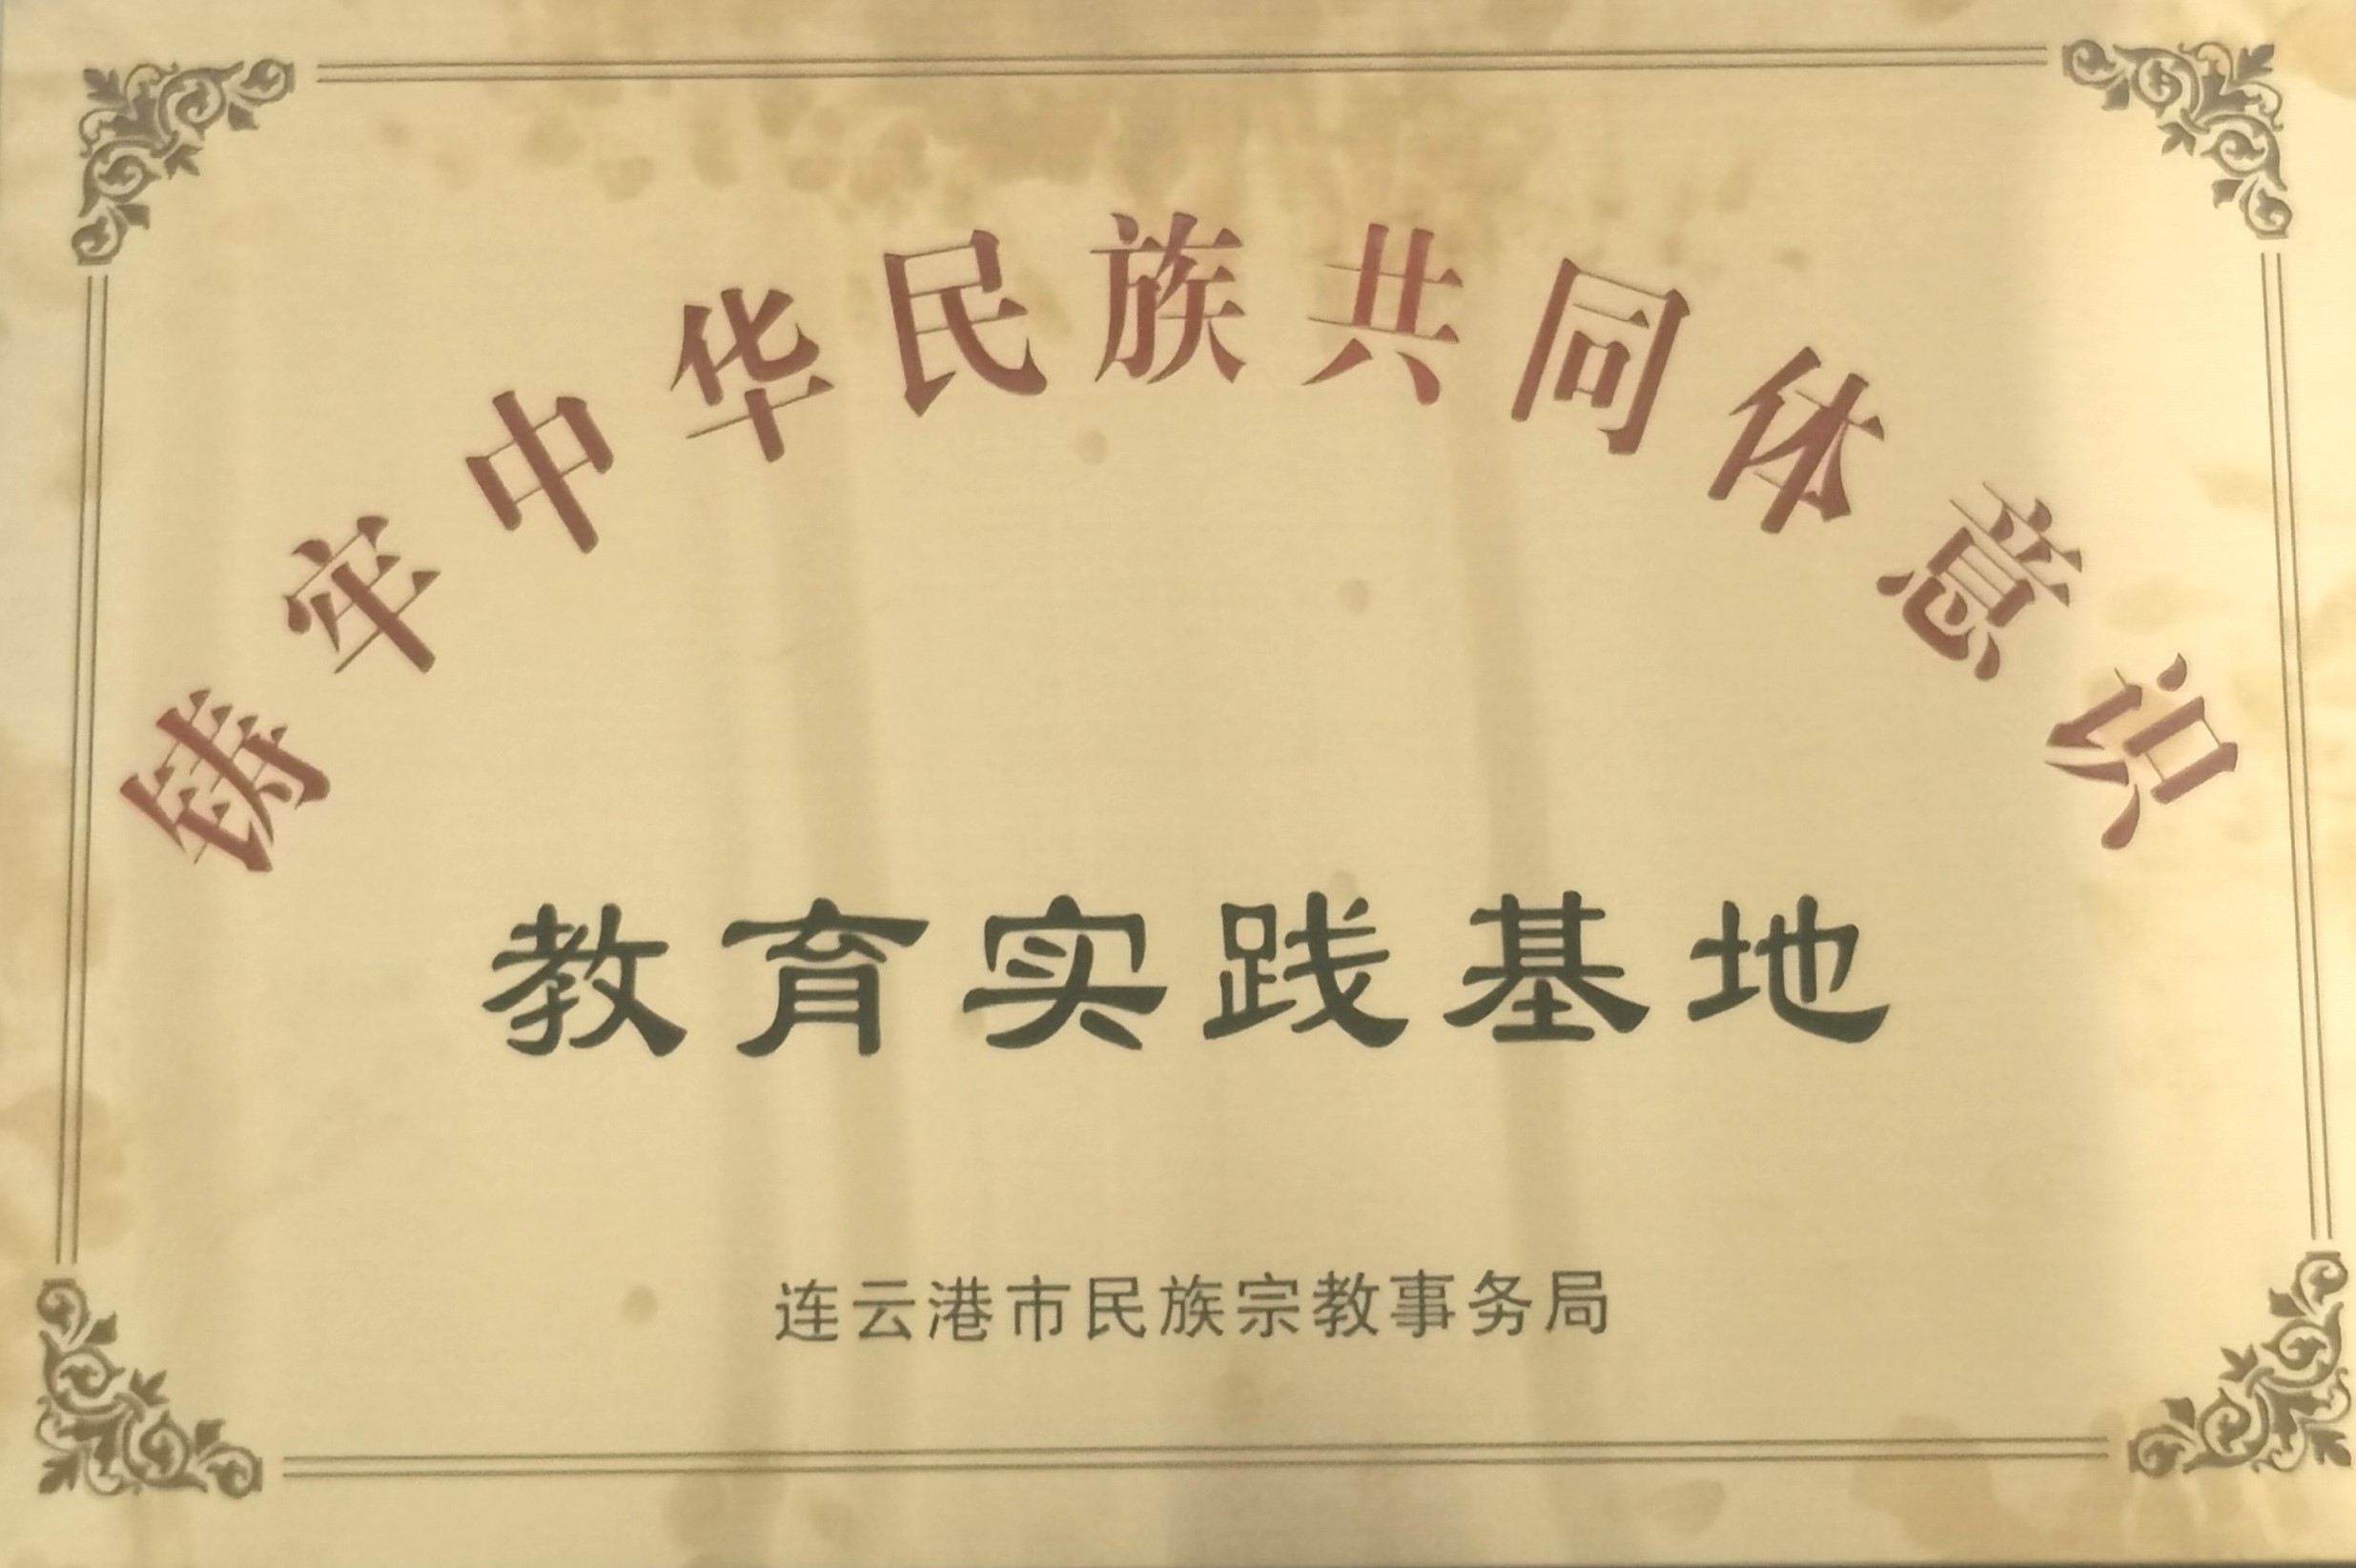 铸牢中华民族共同体意识
教育实践基地
连云港市民族宗教事务局